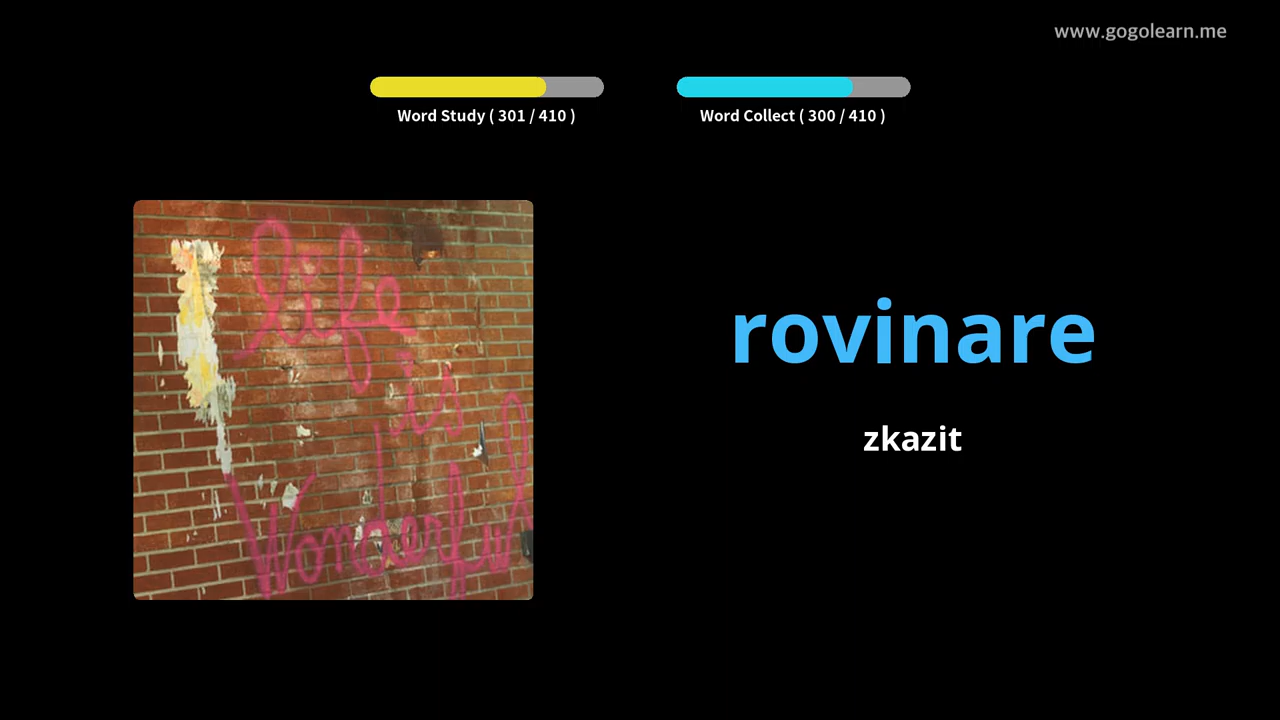 www.gogolearn.me
Word Study ( 301 / 410 )
Word Collect ( 300 / 410 )
life
is
Wonderful
rovinare
zkazit